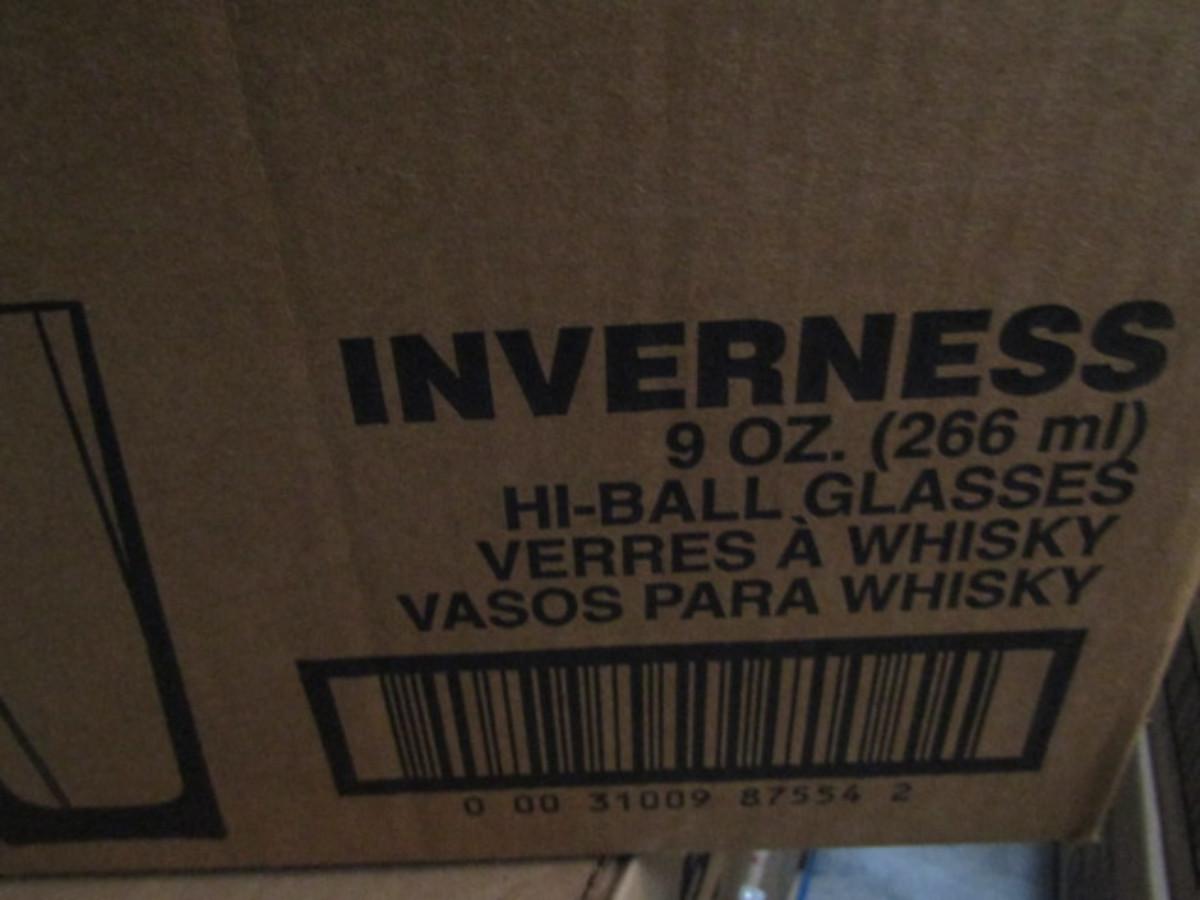 INVERNESS
9 OZ. (266 ml)
HI-BALL GLASSES
VERRES À WHISKY
VASOS PARA WHISKY
0 00 31009 87554 2